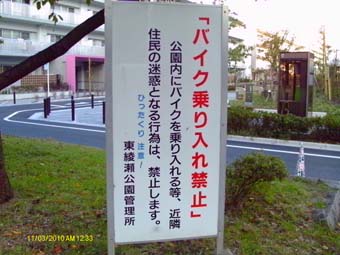 「バイク乗り入れ禁止」
公園内にバイクを乗り入れる等、近隣
住民の迷惑となる行為は、禁止します。
ひったくり注意!
東綾瀬公園管理所
11/03/2010 AM 12:33